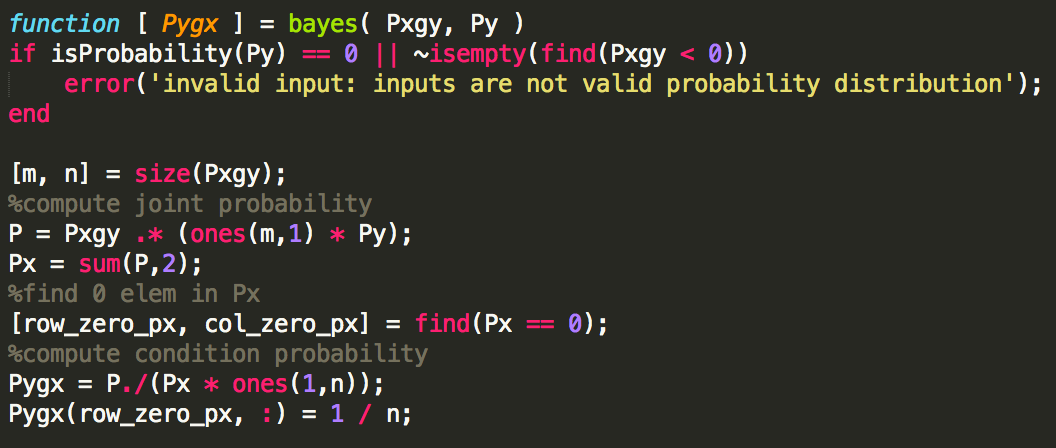 function [ Pygx ] = bayes( Pxgy, Py )
if isProbability(Py) == 0 || ~isempty(find(Pxgy < 0))
    error('invalid input: inputs are not valid probability distribution');
end

[m, n] = size(Pxgy);
%compute joint probability
P = Pxgy .* (ones(m,1) * Py);
Px = sum(P,2);
%find 0 elem in Px
[row_zero_px, col_zero_px] = find(Px == 0);
%compute condition probability
Pygx = P./(Px * ones(1,n));
Pygx(row_zero_px, :) = 1 / n;